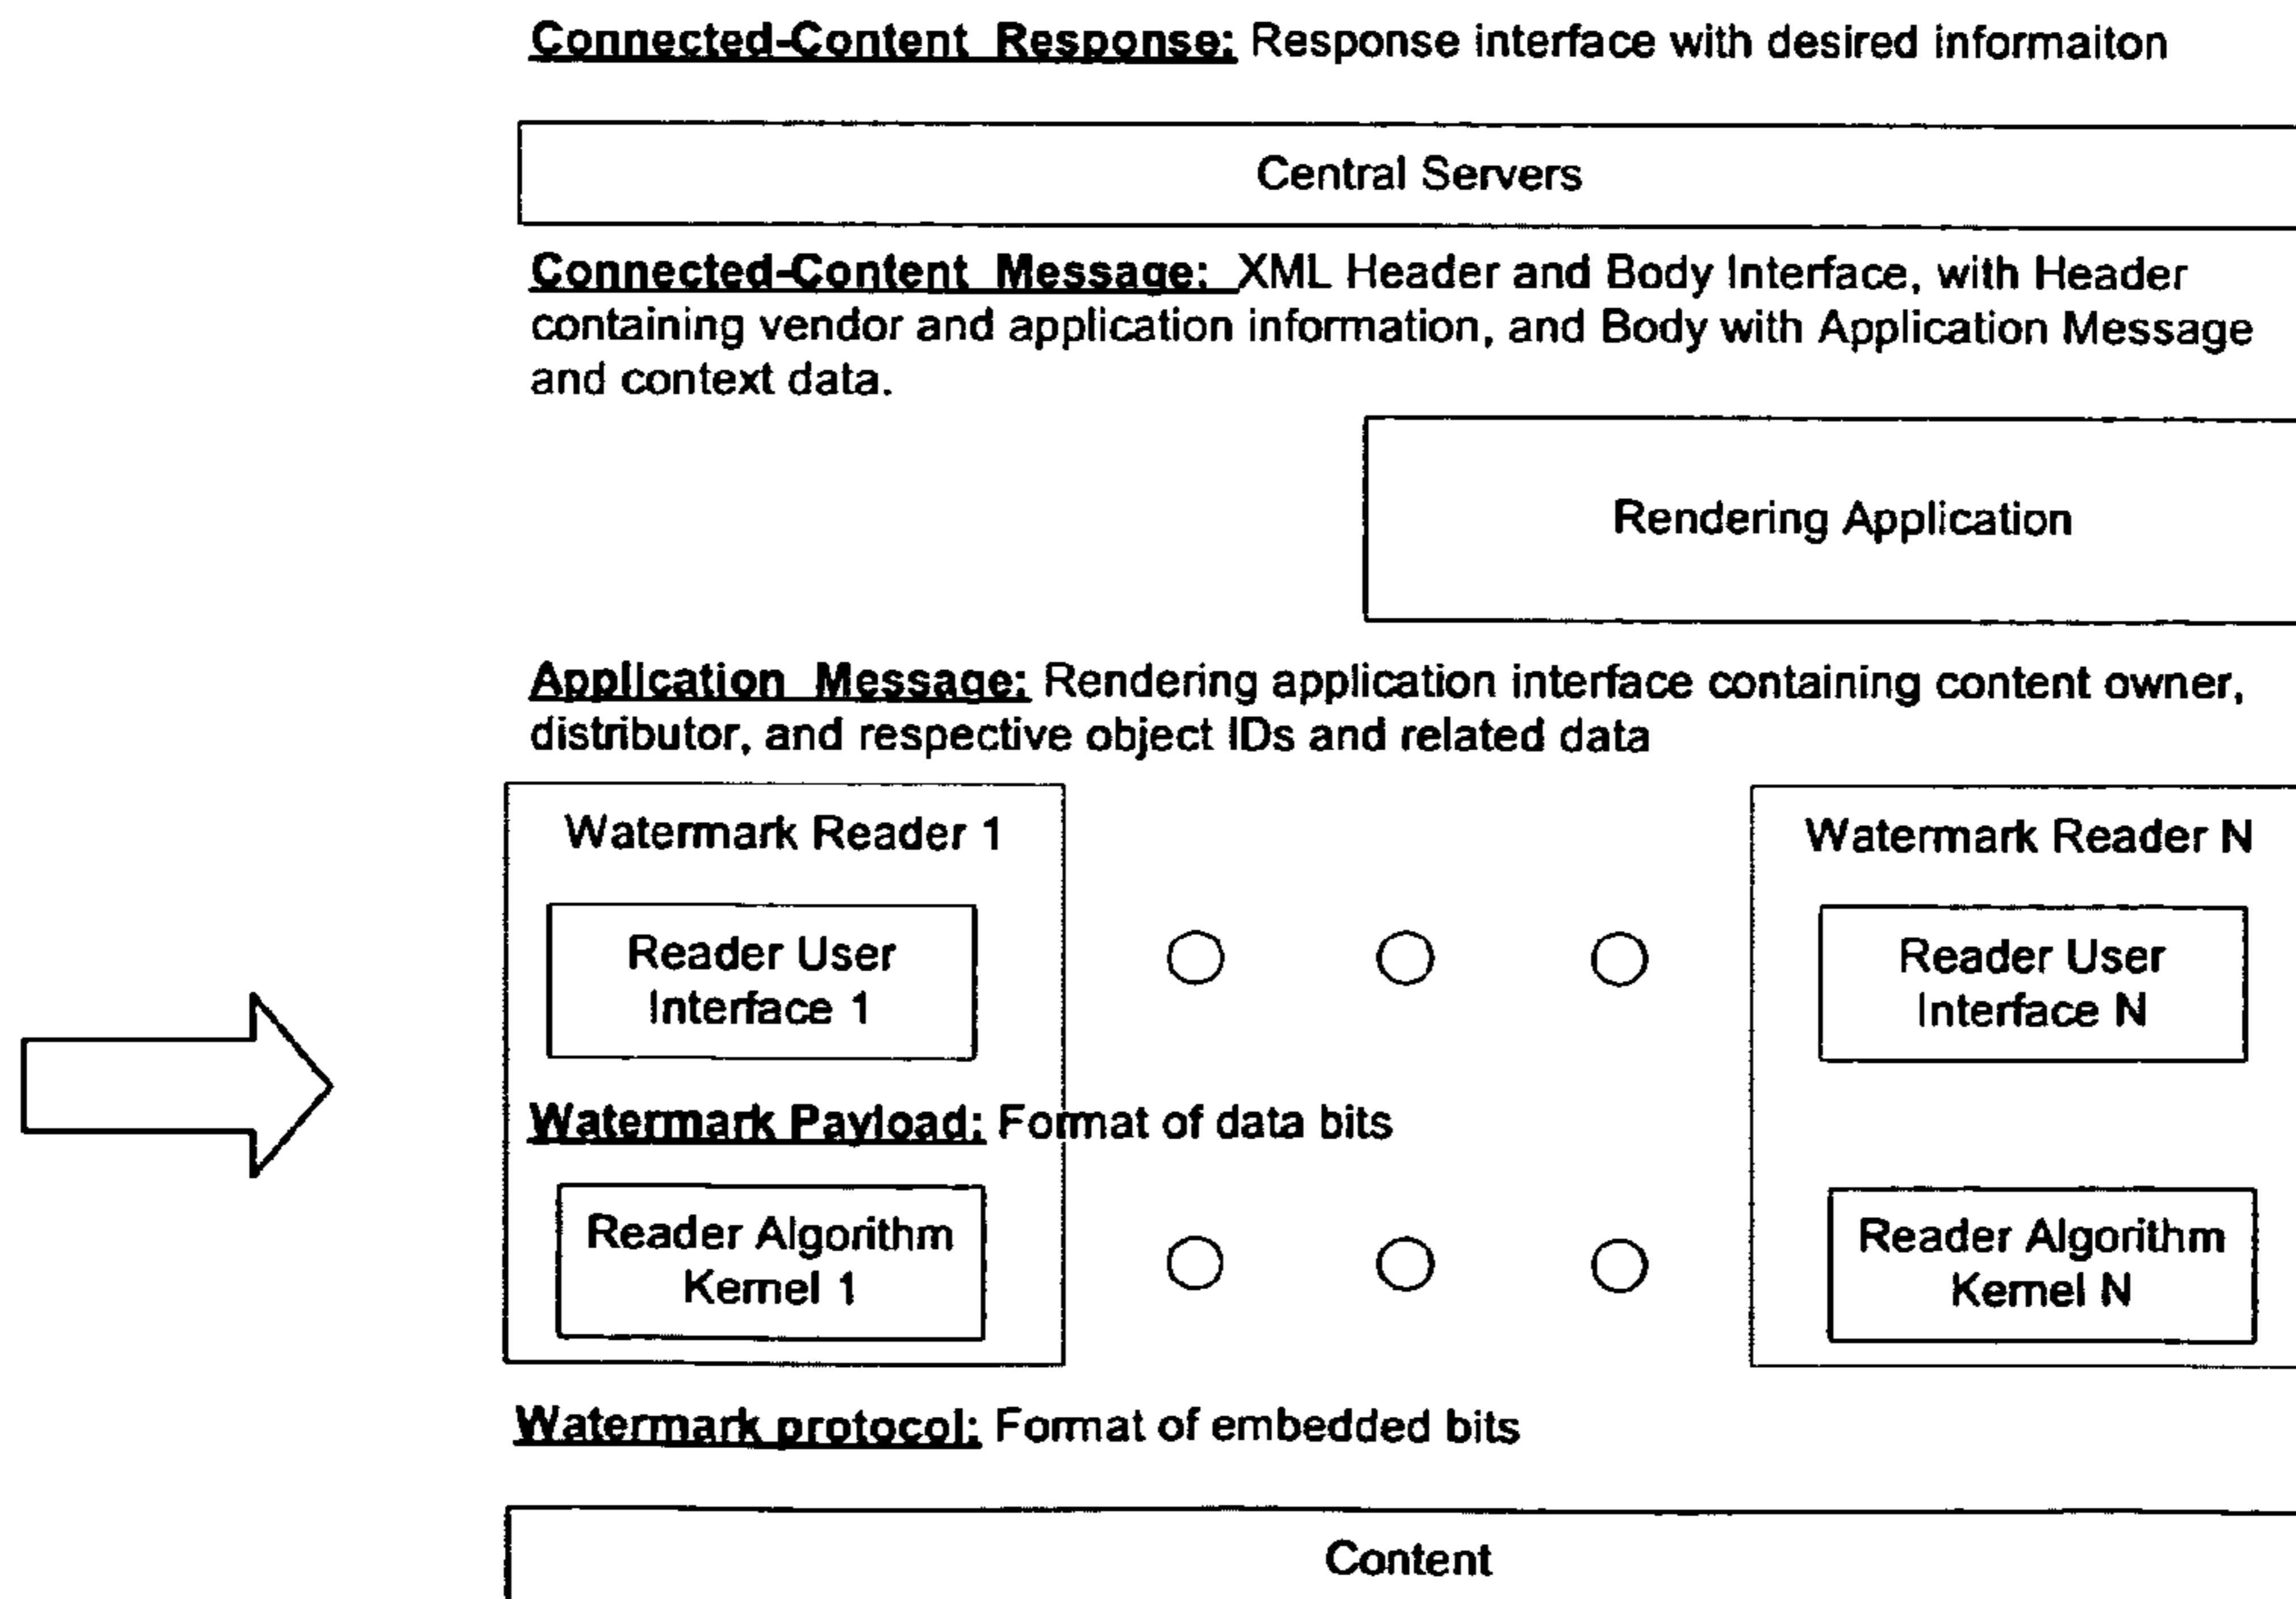 Connected-Content Response: Response interface with desired informaiton
Central Servers
Connected-Content Message: XML Header and Body Interface, with Header
containing vendor and application information, and Body with Application Message
and context data.
Rendering Application
Application Message: Rendering application interface containing content owner,
distributor, and respective object IDs and related data
Watermark Reader 1
Watermark Reader N
Reader User
Interface 1
Reader User
Interface N
Watermark Payload: Format of data bits
Reader Algorithm
Kernel 1
Reader Algorithm
Kernel N
Watermark protocol: Format of embedded bits
Content